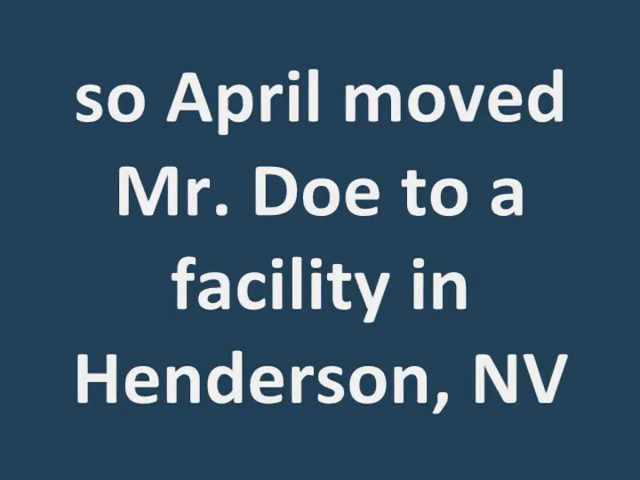 so April moved
Mr. Doe to a
facility in
Henderson, NV